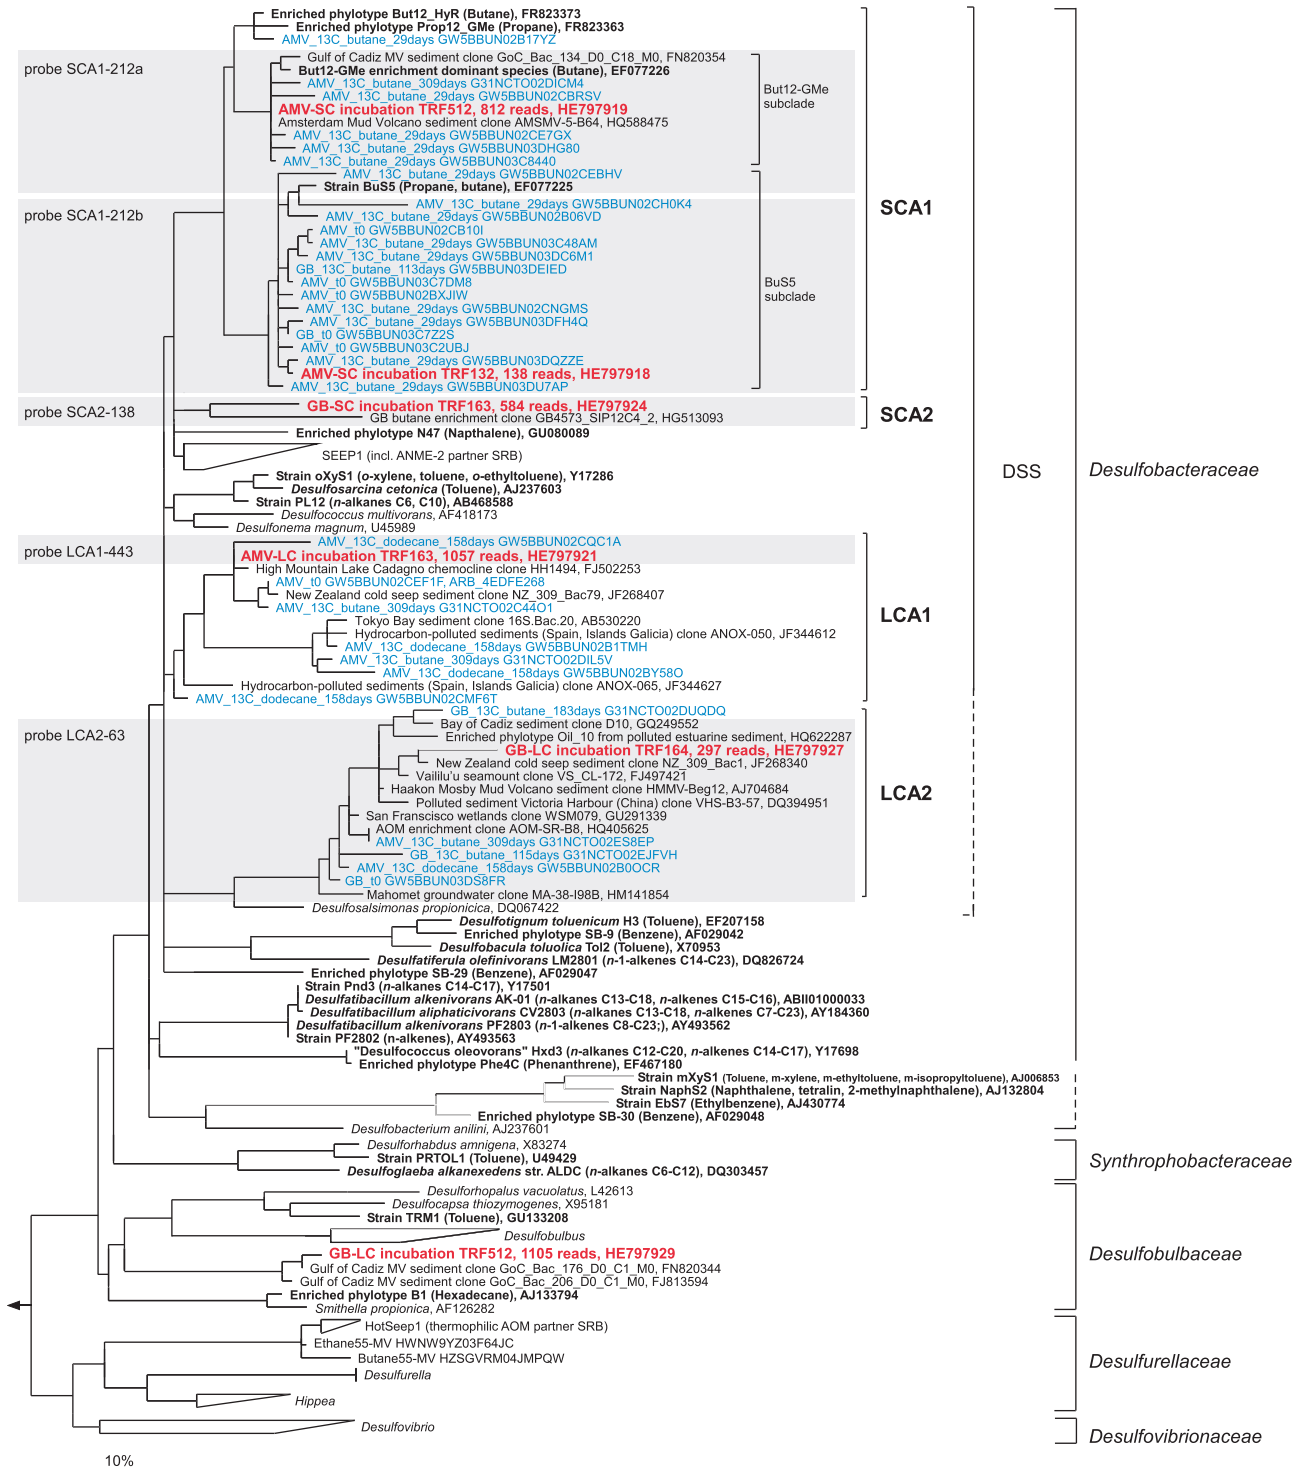 Enriched phylotype But12_HyR (Butane), FR823373
Enriched phylotype Prop12_GMe (Propane), FR823363
AMV_13C_butane_29days GW5BBUN02B17YZ
probe SCA1-212a
Gulf of Cadiz MV sediment clone GoC_Bac_134_D0_C18_M0, FN820354
But12-GMe enrichment dominant species (Butane), EF077226
AMV_13C_butane_309days G31NCTO02DICM4
AMV_13C_butane_29days GW5BBUN02CBRSV
AMV-SC incubation TRF512, 812 reads, HE797919
Amsterdam Mud Volcano sediment clone AMSMV-5-B64, HQ588475
AMV_13C_butane_29days GW5BBUN02CE7GX
AMV_13C_butane_29days GW5BBUN03DHG80
AMV_13C_butane_29days GW5BBUN03C8440
But12-GMe
subclade
AMV_13C_butane_29days GW5BBUN02CEBHV
Strain BuS5 (Propane, butane), EF077225
probe SCA1-212b
AMV_13C_butane_29days GW5BBUN02CH0K4
AMV_13C_butane_29days GW5BBUN02B06VD
AMV_t0 GW5BBUN02CB10I
AMV_13C_butane_29days GW5BBUN03C48AM
AMV_13C_butane_29days GW5BBUN03DC6M1
GB_13C_butane_113days GW5BBUN03DEIED
AMV_t0 GW5BBUN03C7DM8
AMV_t0 GW5BBUN02BXJIW
AMV_13C_butane_29days GW5BBUN02CNGMS
AMV_13C_butane_29days GW5BBUN03DFH4Q
GB_t0 GW5BBUN03C7Z2S
AMV_t0 GW5BBUN03C2UBJ
AMV_13C_butane_29days GW5BBUN03DQZZE
AMV-SC incubation TRF132, 138 reads, HE797918
AMV_13C_butane_29days GW5BBUN03DU7AP
BuS5
subclade
SCA1
probe SCA2-138
GB-SC incubation TRF163, 584 reads, HE797924
GB butane enrichment clone GB4573_SIP12C4_2, HG513093
SCA2
Enriched phylotype N47 (Napthalene), GU080089
SEEP1 (incl. ANME-2 partner SRB)
Strain oXyS1 (o-xylene, toluene, o-ethyltoluene), Y17286
Desulfosarcina cetonica (Toluene), AJ237603
Strain PL12 (n-alkanes C6, C10), AB468588
Desulfococcus multivorans, AF418173
Desulfonema magnum, U45989
DSS
Desulfobacteraceae
probe LCA1-443
AMV_13C_dodecane_158days GW5BBUN02CQC1A
AMV-LC incubation TRF163, 1057 reads, HE797921
High Mountain Lake Cadagno chemocline clone HH1494, FJ502253
AMV_t0 GW5BBUN02CEF1F, ARB_4EDFE268
New Zealand cold seep sediment clone NZ_309_Bac79, JF268407
AMV_13C_butane_309days G31NCTO02C44O1
Tokyo Bay sediment clone 16S.Bac.20, AB530220
Hydrocarbon-polluted sediments (Spain, Islands Galicia) clone ANOX-050, JF344612
AMV_13C_dodecane_158days GW5BBUN02B1TMH
AMV_13C_butane_309days G31NCTO02DIL5V
AMV_13C_dodecane_158days GW5BBUN02BY58O
Hydrocarbon-polluted sediments (Spain, Islands Galicia) clone ANOX-065, JF344627
AMV_13C_dodecane_158days GW5BBUN02CMF6T
LCA1
GB_13C_butane_183days G31NCTO02DUQDQ
Bay of Cadiz sediment clone D10, GQ249552
probe LCA2-63
Enriched phylotype Oil_10 from polluted estuarine sediment, HQ622287
GB-LC incubation TRF164, 297 reads, HE797927
New Zealand cold seep sediment clone NZ_309_Bac1, JF268340
Vailulu'u seamount clone VS_CL-172, FJ497421
Haakon Mosby Mud Volcano sediment clone HMMV-Beg12, AJ704684
Polluted sediment Victoria Harbour (China) clone VHS-B3-57, DQ394951
San Franscisco wetlands clone WSM079, GU291339
AOM enrichment clone AOM-SR-B8, HQ405625
AMV_13C_butane_309days G31NCTO02ES8EP
GB_13C_butane_115days G31NCTO02EJFVH
AMV_13C_dodecane_158days GW5BBUN02B0OCR
GB_t0 GW5BBUN03DS8FR
Mahomet groundwater clone MA-38-I98B, HM141854
LCA2
Desulfosalsimonas propionicica, DQ067422
Desulfotignum toluenicum H3 (Toluene), EF207158
Enriched phylotype SB-9 (Benzene), AF029042
Desulfobacula toluolica Tol2 (Toluene), X70953
Desulfatiferula olefinivorans LM2801 (n-1-alkenes C14-C23), DQ826724
Enriched phylotype SB-29 (Benzene), AF029047
Strain Pnd3 (n-alkanes C14-C17), Y17501
Desulfatibacillum alkenivorans AK-01 (n-alkanes C13-C18, n-alkenes C15-C16), ABII01000033
Desulfatibacillum aliphaticivorans CV2803 (n-alkanes C13-C18, n-alkenes C7-C23), AY184360
Desulfatibacillum alkenivorans PF2803 (n-1-alkenes C8-C23;), AY493562
Strain PF2802 (n-alkenes), AY493563
"Desulfococcus oleovorans" Hxd3 (n-alkanes C12-C20, n-alkenes C14-C17), Y17698
Enriched phylotype Phe4C (Phenanthrene), EF467180
Strain mXyS1 (Toluene, m-xylene, m-ethyltoluene, m-isopropyltoluene), AJ006853
Strain NaphS2 (Naphthalene, tetralin, 2-methylnaphthalene), AJ132804
Strain EbS7 (Ethylbenzene), AJ430774
Enriched phylotype SB-30 (Benzene), AF029048
Desulfobacterium anilini, AJ237601
Desulforhabdus amnigena, X83274
Strain PRTOL1 (Toluene), U49429
Desulfoglaeba alkanexedens str. ALDC (n-alkanes C6-C12), DQ303457
Synthrophobacteraceae
Desulforhopalus vacuolatus, L42613
Desulfocapsa thiozymogenes, X95181
Strain TRM1 (Toluene), GU133208
Desulfobulbus
GB-LC incubation TRF512, 1105 reads, HE797929
Gulf of Cadiz MV sediment clone GoC_Bac_176_D0_C1_M0, FN820344
Gulf of Cadiz MV sediment clone GoC_Bac_206_D0_C1_M0, FJ813594
Enriched phylotype B1 (Hexadecane), AJ133794
Smithella propionica, AF126282
Desulfobulbaceae
HotSeep1 (thermophilic AOM partner SRB)
Ethane55-MV HWNW9YZ03F64JC
Butane55-MV HZSGVRM04JMPQW
Desulfurella
Hippea
Desulfurellaceae
Desulfovibrio
Desulfovibrionaceae
10%